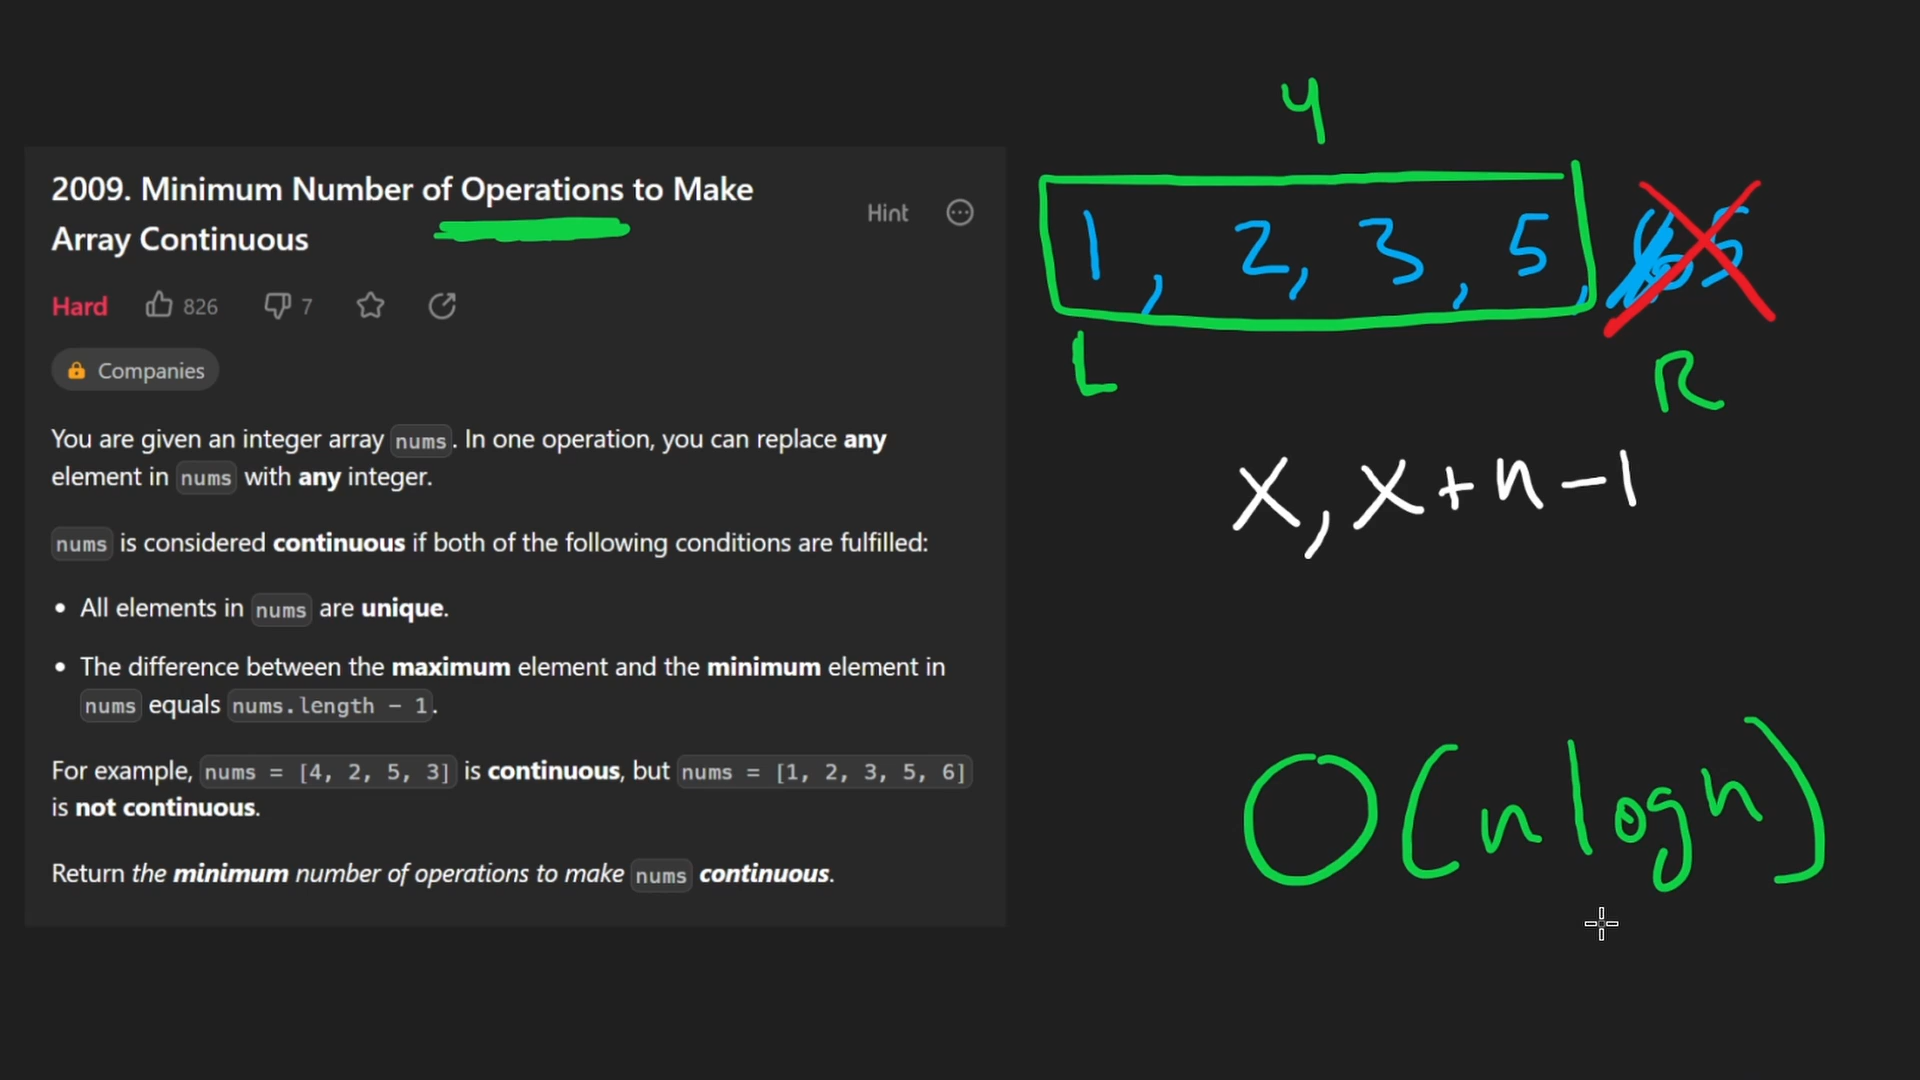 2009. Minimum Number of Operations to Make
Array Continuous
Hint
Hard 826 7
Companies
You are given an integer array nums. In one operation, you can replace any
element in nums with any integer.
nums is considered continuous if both of the following conditions are fulfilled:
• All elements in nums are unique.
• The difference between the maximum element and the minimum element in
nums equals nums.length - 1.
For example, nums = [4, 2, 5, 3] is continuous, but nums = [1, 2, 3, 5, 6]
is not continuous.
Return the minimum number of operations to make nums continuous.
4
1, 2, 3, 5,
L R
x, x+n-1
O(nlogn)